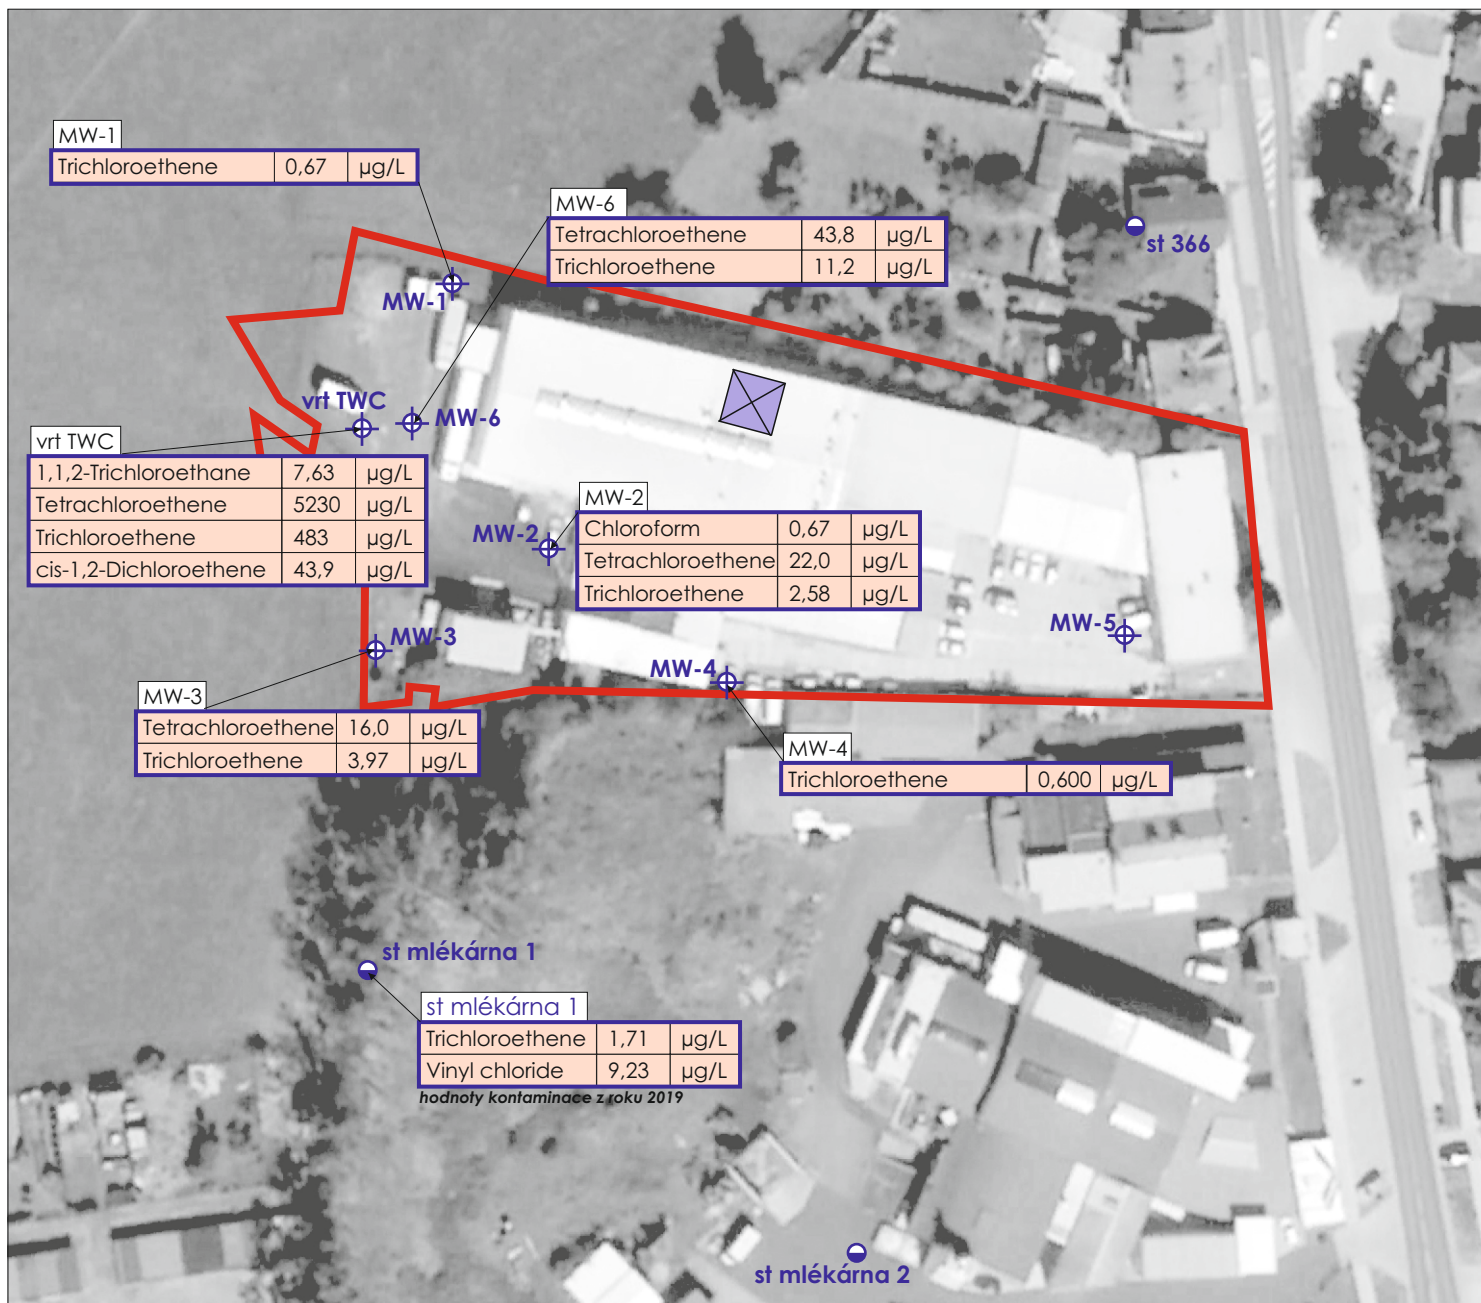 MW-1
Trichloroethene 0,67 µg/L
MW-6
Tetrachloroethene 43,8 µg/L
Trichloroethene 11,2 µg/L
st 366
MW-1
vrt TWC
MW-6
vrt TWC
1,1,2-Trichloroethane 7,63 µg/L
Tetrachloroethene 5230 µg/L
Trichloroethene 483 µg/L
cis-1,2-Dichloroethene 43,9 µg/L
MW-2
MW-2
Chloroform 0,67 µg/L
Tetrachloroethene 22,0 µg/L
Trichloroethene 2,58 µg/L
MW-5
MW-3
MW-4
MW-3
Tetrachloroethene 16,0 µg/L
Trichloroethene 3,97 µg/L
MW-4
Trichloroethene 0,600 µg/L
st mlékárna 1
st mlékárna 1
Trichloroethene 1,71 µg/L
Vinyl chloride 9,23 µg/L
hodnoty kontaminace z roku 2019
st mlékárna 2